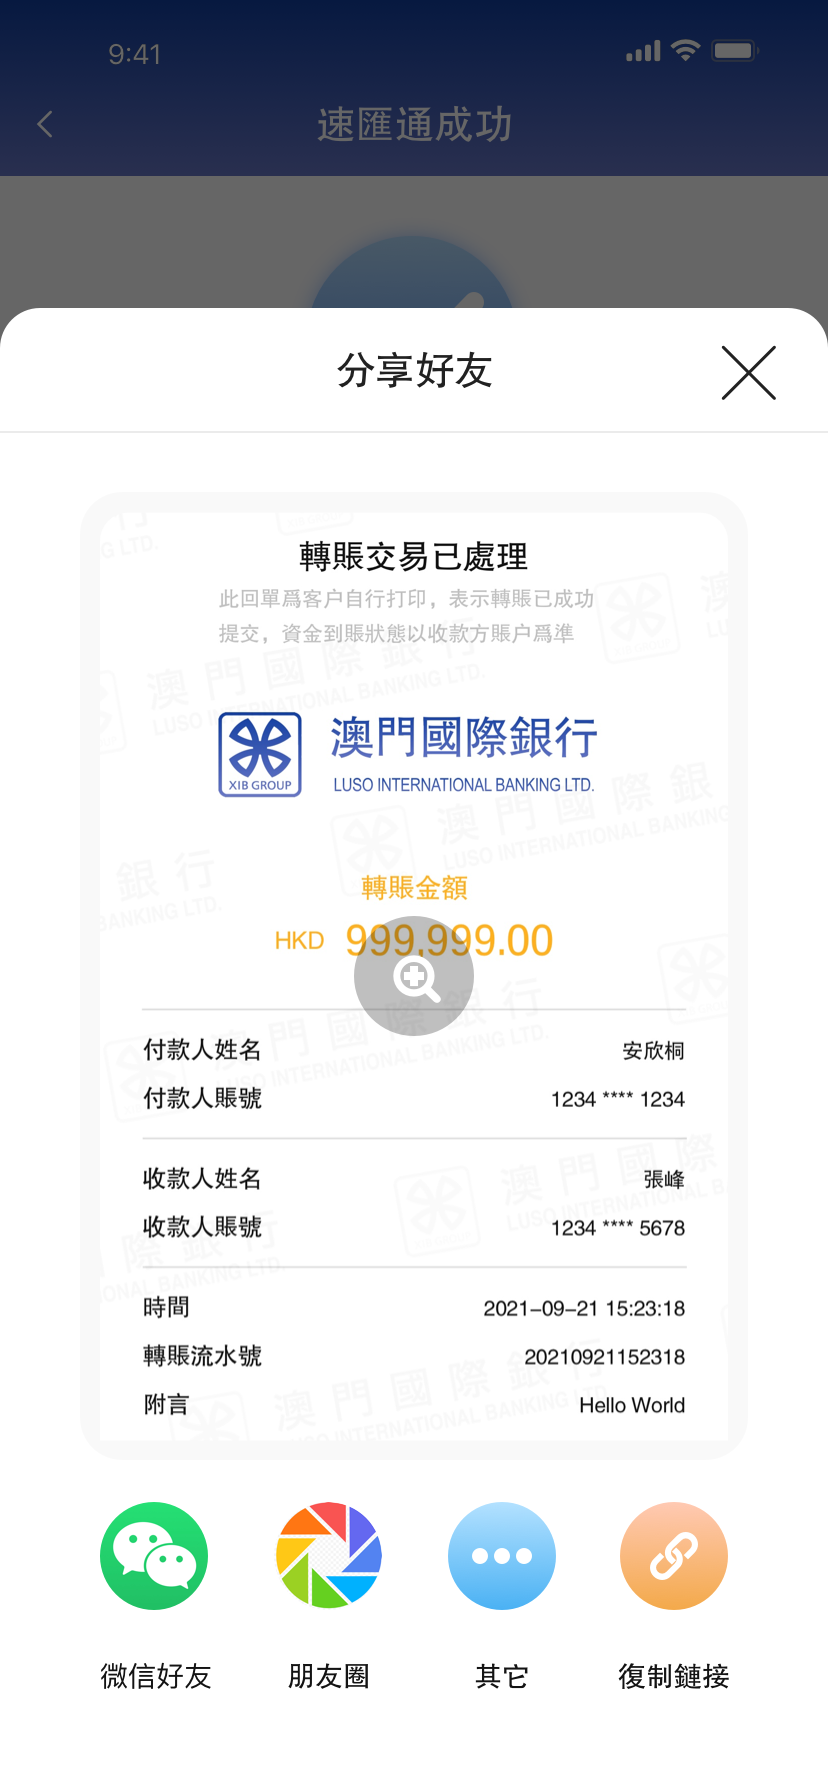 9:41
速匯通成功
分享好友
轉賬交易已處理
此回單爲客户自行打印，表示轉賬已成功
提交，資金到賬狀態以收款方賬户爲準
XIB GROUP
澳門國際銀行
LUSO INTERNATIONAL BANKING LTD.
轉賬金額
HKD 999,999.00
付款人姓名 安欣桐
付款人賬號 1234 **** 1234
收款人姓名 張峰
收款人賬號 1234 **** 5678
時間 2021-09-21 15:23:18
轉賬流水號 20210921152318
附言 Hello World
微信好友 朋友圈 其它 復制鏈接